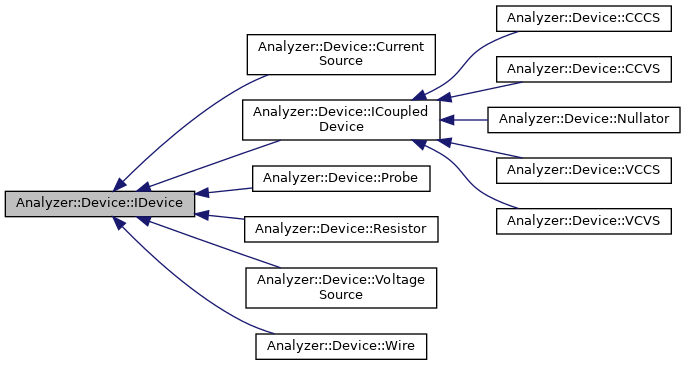 Analyzer::Device::IDevice
Analyzer::Device::Current
Source
Analyzer::Device::ICoupled
Device
Analyzer::Device::Probe
Analyzer::Device::Resistor
Analyzer::Device::Voltage
Source
Analyzer::Device::Wire
Analyzer::Device::CCCS
Analyzer::Device::CCVS
Analyzer::Device::Nullator
Analyzer::Device::VCCS
Analyzer::Device::VCVS